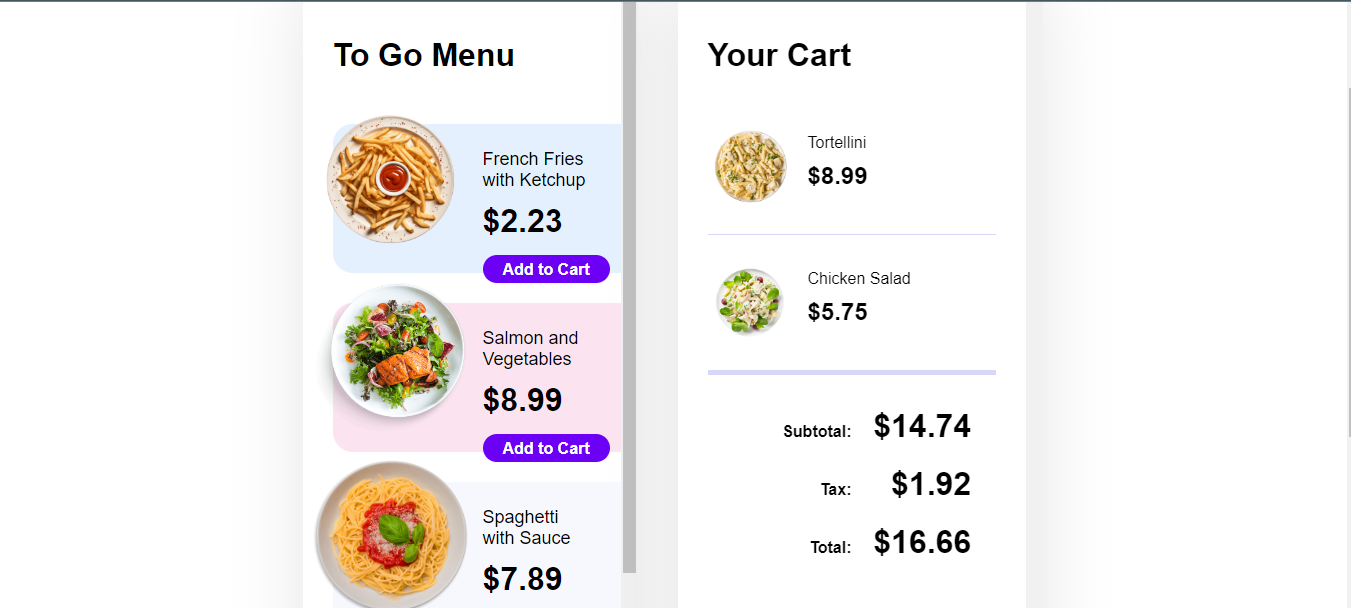 To Go Menu
French Fries
with Ketchup
$2.23
Add to Cart
Salmon and
Vegetables
$8.99
Add to Cart
Spaghetti
with Sauce
$7.89
Your Cart
Tortellini
$8.99
Chicken Salad
$5.75
Subtotal: $14.74
Tax: $1.92
Total: $16.66